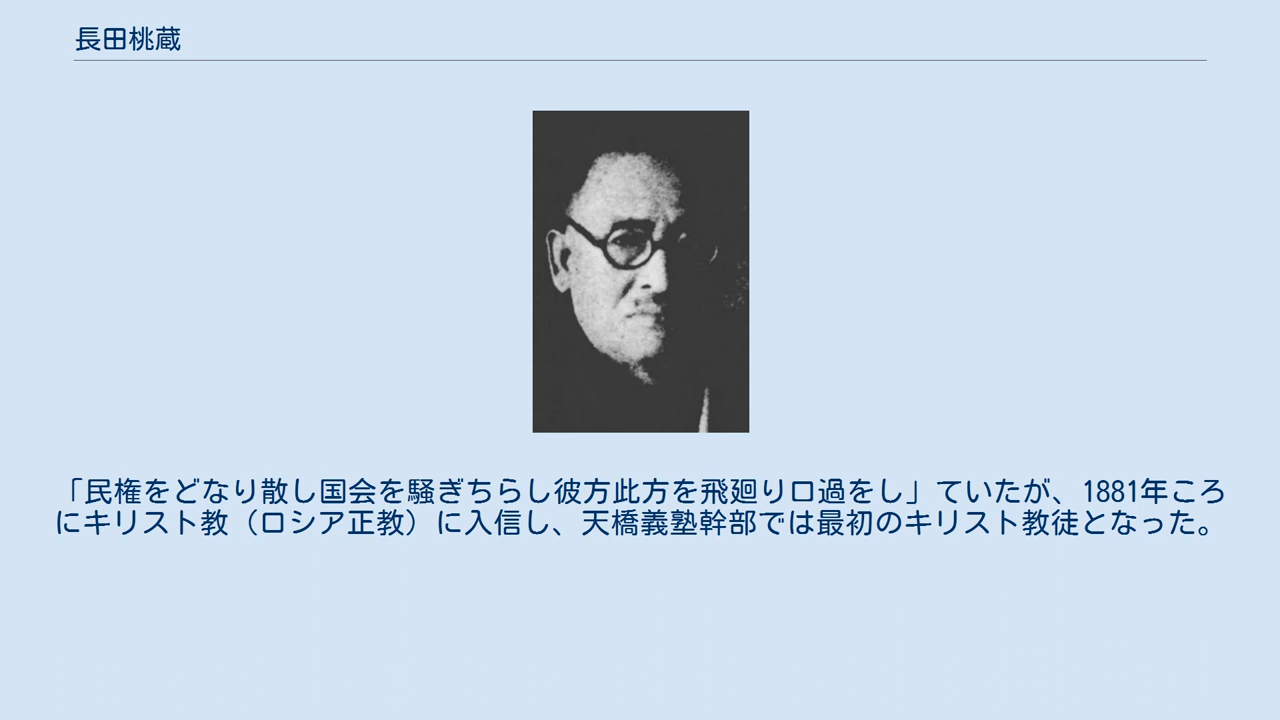 長田桃蔵
「民権をどなり散し国会を騒ぎちらし彼方此方を飛廻り口過をし」ていたが、1881年ころ
にキリスト教（ロシア正教）に入信し、天橋義塾幹部では最初のキリスト教徒となった。